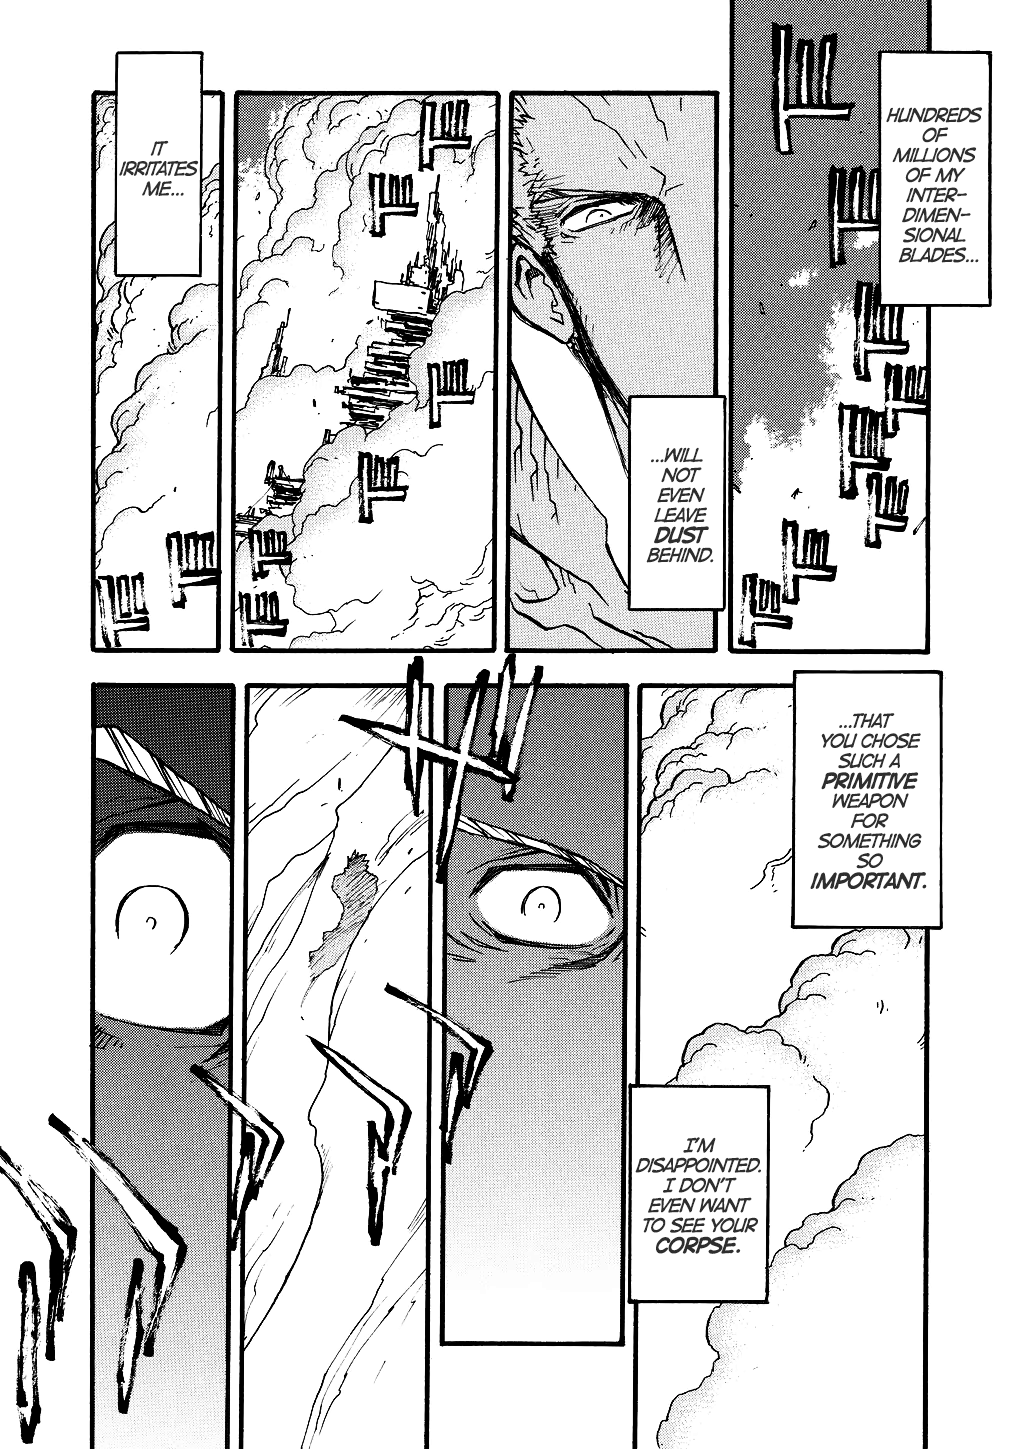 HUNDREDS
OF
MILLIONS
OF MY
INTER-
DIMEN-
SIONAL
BLADES...
...WILL
NOT
EVEN
LEAVE
DUST
BEHIND.
IT
IRRITATES
ME...
...THAT
YOU CHOSE
SUCH A
PRIMITIVE
WEAPON
FOR
SOMETHING
SO
IMPORTANT.
I'M
DISAPPOINTED.
I DON'T
EVEN WANT
TO SEE YOUR
CORPSE.